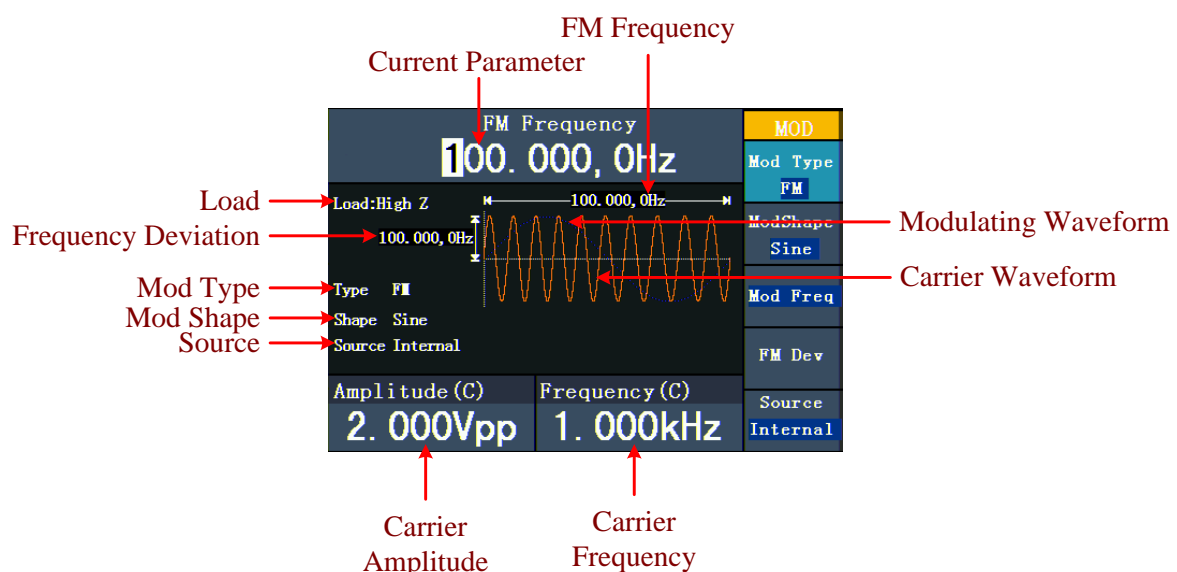 FM Frequency
Current Parameter
FM Frequency
100.000,0Hz
MOD
Mod Type
FM
ModShape
Sine
Mod Freq
FM Dev
Source
Internal
Load:High Z
100.000,0Hz
100.000,0Hz
Type FM
Shape Sine
Source Internal
Amplitude(C)
2.000Vpp
Frequency(C)
1.000kHz
Load
Frequency Deviation
Mod Type
Mod Shape
Source
Modulating Waveform
Carrier Waveform
Carrier
Amplitude
Carrier
Frequency